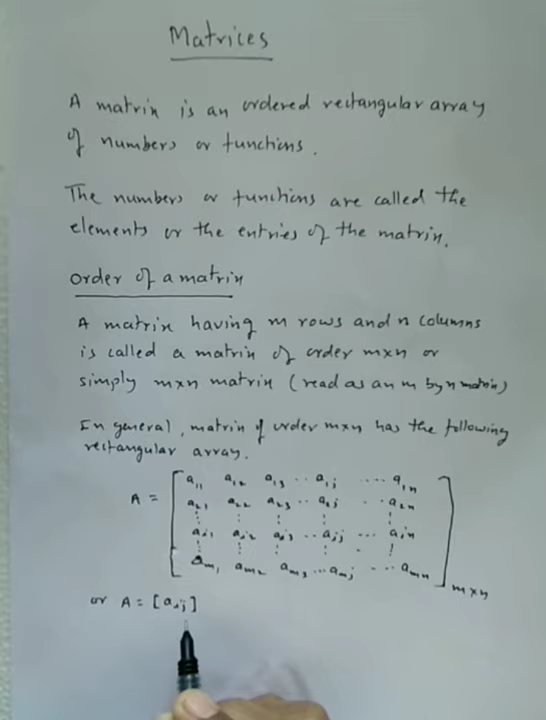 Matrices
A matrix is an ordered rectangular array
of numbers or functions.
The numbers or functions are called the
elements or the entries of the matrix.
Order of a matrix
A matrix having m rows and n columns
is called a matrix of order m×n or
simply m×n matrix (read as an m by n matrix)
In general, matrix of order m×n has the following
rectangular array.
A = [ a₁₁ a₁₂ a₁₃ .. a₁ⱼ .... a₁ₙ
a₂₁ a₂₂ a₂₃ .. a₂ⱼ .. a₂ₙ
⋮ ⋮ ⋮ ⋮ ⋮
aᵢ₁ aᵢ₂ aᵢ₃ ... aᵢⱼ ... aᵢₙ
⋮ ⋮ ⋮ ⋮ ⋮
aₘ₁ aₘ₂ aₘ₃ ... aₘⱼ ... aₘₙ ] m×n
or A = [aᵢⱼ]